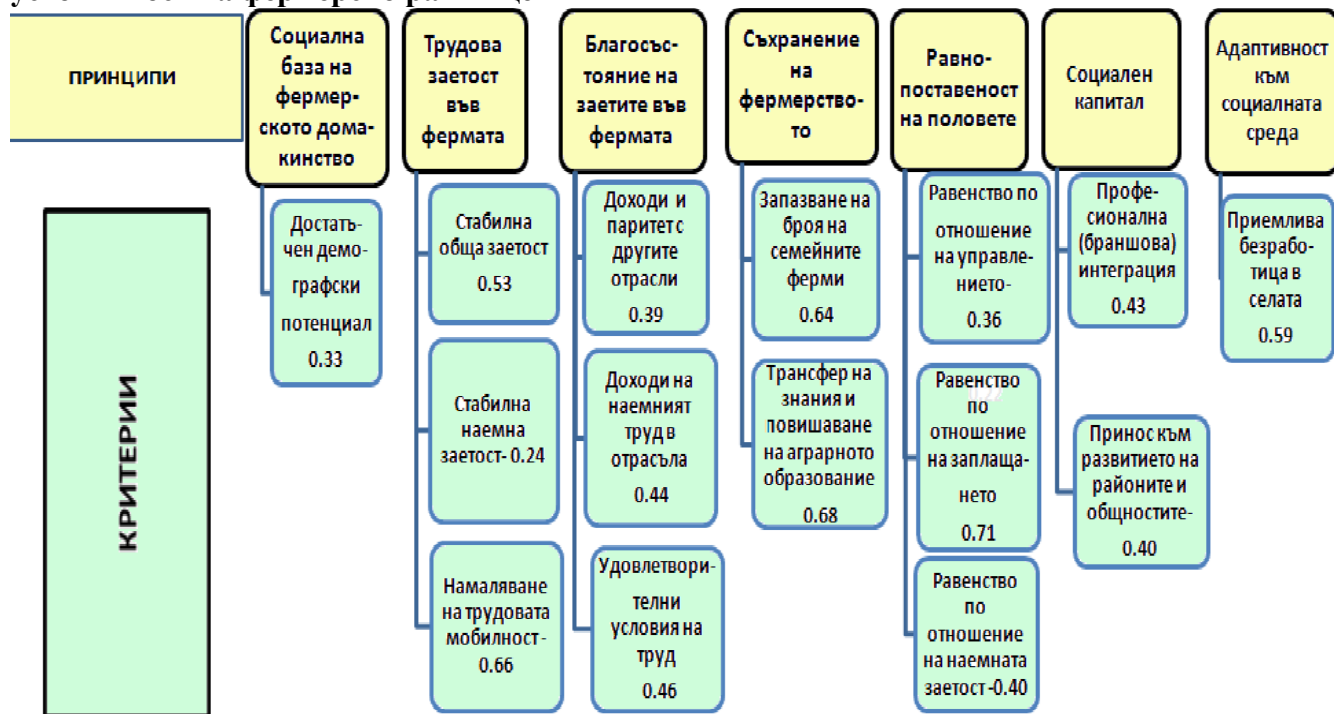 ПРИНЦИПИ
Социална
база на
фермер-
ското дома-
кинство
Трудова
заетост
във
фермата
Благосъс-
тояние на
заетите във
фермата
Съхранение
на
фермерство-
то
Равно-
поставеност
на половете
Социален
капитал
Адаптивност
към
социалната
среда
КРИТЕРИИ
Достатъ-
чен демо-
графски
потенциал
0.33
Стабилна
обща заетост
0.53
Стабилна
наемна
заетост- 0.24
Намаляване
на трудовата
мобилност -
0.66
Доходи и
паритет с
другите
отрасли
0.39
Доходи на
наемният
труд в
отрасъла
0.44
Удовлетвори-
телни
условия на
труд
0.46
Запазване на
броя на
семейните
ферми
0.64
Трансфер на
знания и
повишаване
на аграрното
образование
0.68
Равенство по
отношение
на управле-
нието-
0.36
Равенство
по
отношение
на заплаща-
нето
0.71
Равенство
по
отношение
на наемната
заетост -0.40
Профе-
сионална
(браншова)
интеграция
0.43
Принос към
развитието на
районите и
общностите-
0.40
Приемлива
безрабо-
тица в
селата
0.59